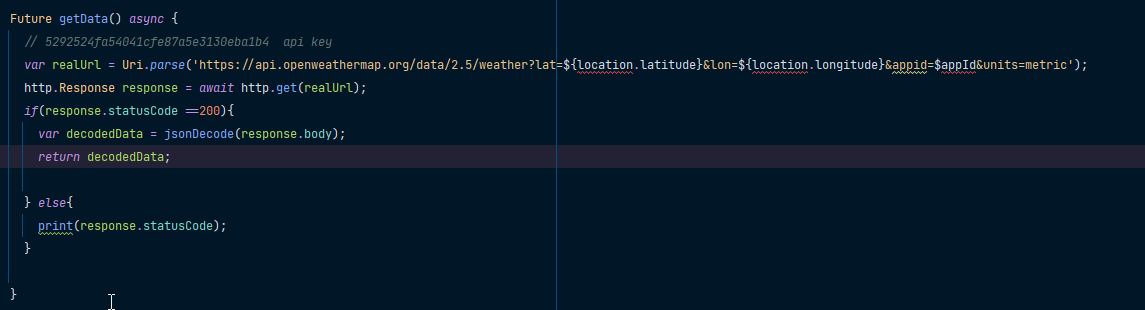 Future getData() async {
// 5292524fa54041cfe87a5e3130eba1b4  api key
var realUrl = Uri.parse('https://api.openweathermap.org/data/2.5/weather?lat=${location.latitude}&lon=${location.longitude}&appid=$appId&units=metric');
http.Response response = await http.get(realUrl);
if(response.statusCode ==200){
var decodedData = jsonDecode(response.body);
return decodedData;
} else{
print(response.statusCode);
}
}